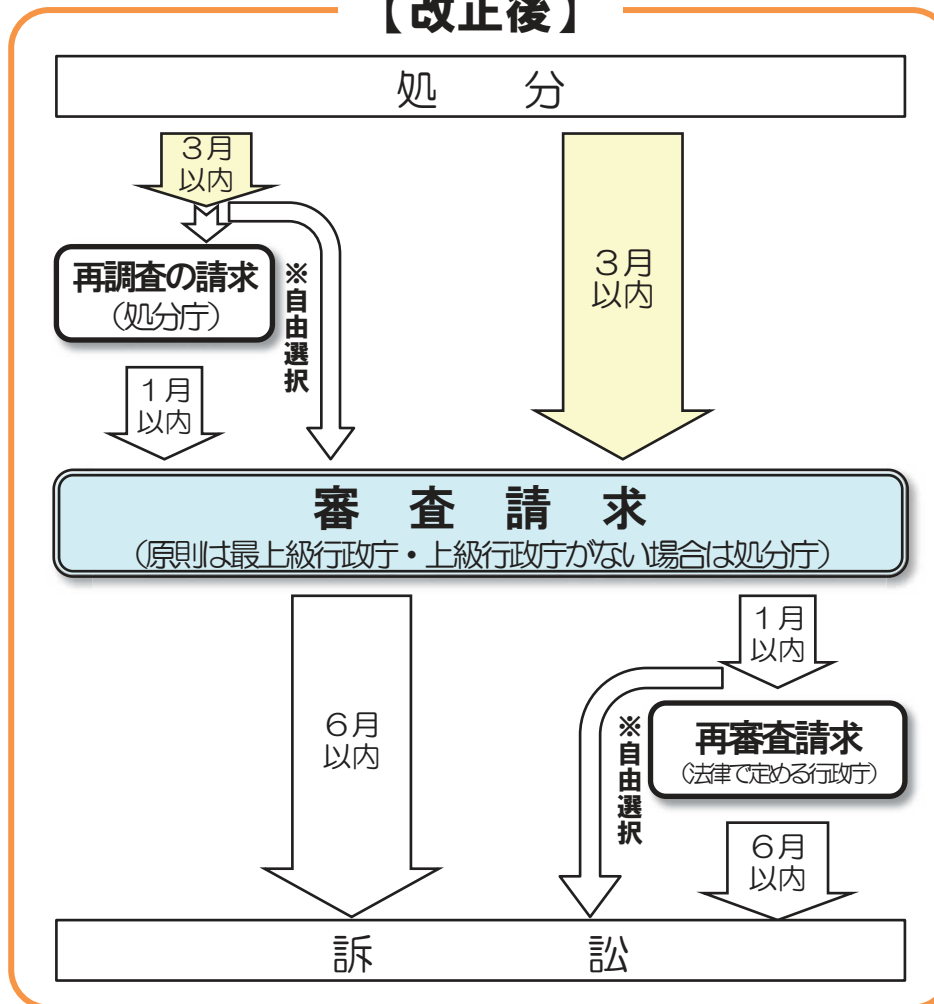 【改正後】
処　分
３月
以内
３月
以内
再調査の請求
（処分庁）
※自由選択
１月
以内
審査請求
（原則は最上級行政庁・上級行政庁がない場合は処分庁）
１月
以内
６月
以内
※自由選択
再審査請求
（法律で定める行政庁）
６月
以内
訴　訟